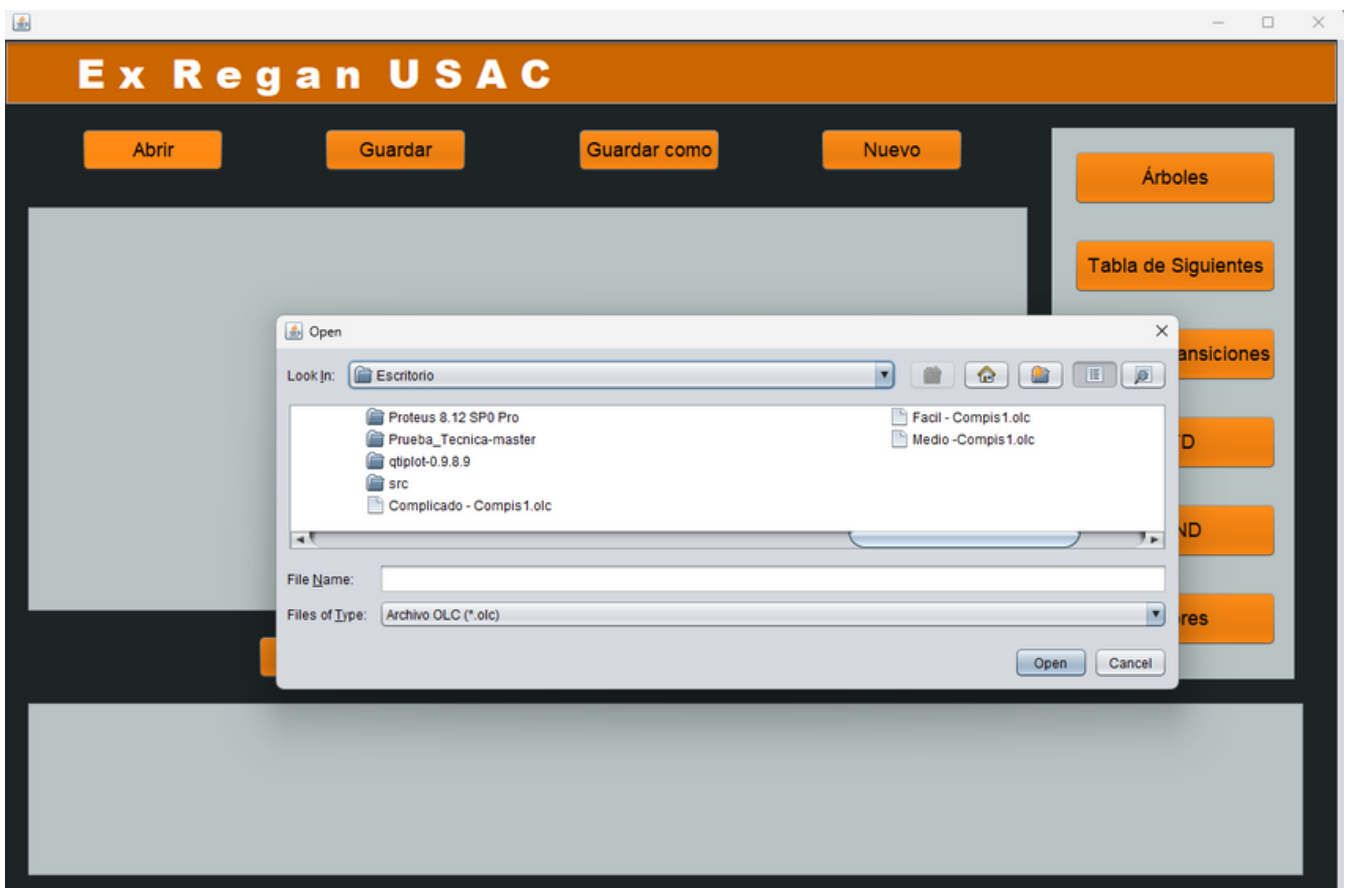 Ex Regan USAC
Abrir
Guardar
Guardar como
Nuevo
Árboles
Tabla de Siguientes
ansiciones
D
ND
res
Open
Look In:
Escritorio
Proteus 8.12 SP0 Pro
Prueba_Tecnica-master
qtiplot-0.9.8.9
src
Complicado - Compis1.olc
Facil - Compis1.olc
Medio -Compis1.olc
File Name:
Files of Type:
Archivo OLC (*.olc)
Open
Cancel